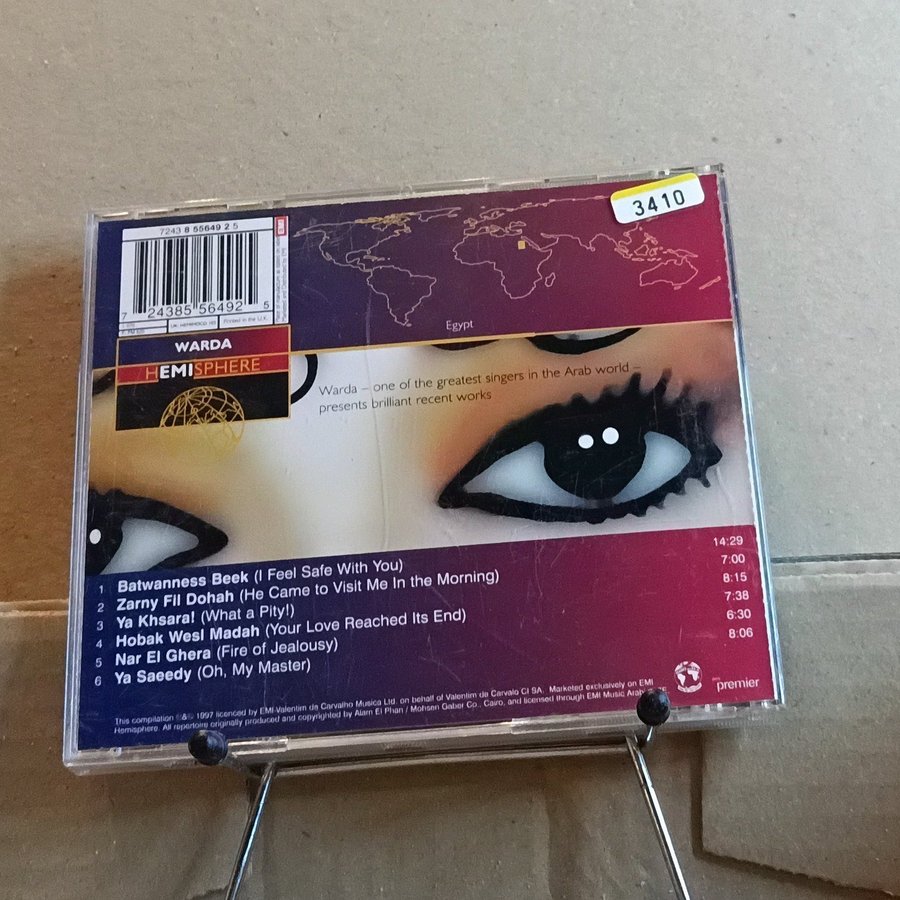 3410
7243 8 55649 2 5
7 24385 56492 5
Printed in the U.K.
WARDA
HEMISPHERE
Egypt
Warda – one of the greatest singers in the Arab world –
presents brilliant recent works
1 Batwanness Beek (I Feel Safe With You) 14:29
2 Zarny Fil Dohah (He Came to Visit Me In the Morning) 7:00
3 Ya Khsara! (What a Pity!) 8:15
4 Hobak Wesl Madah (Your Love Reached Its End) 7:38
5 Nar El Ghera (Fire of Jealousy) 6:30
6 Ya Saeedy (Oh, My Master) 8:06
This compilation ℗&© 1997 licenced by EMI-Valentim de Carvalho Musica Ltd. on behalf of Valentim de Carvalo CI SA. Marketed exclusively on EMI
Hemisphere. All repertoire originally produced and copyrighted by Alam El Phan / Mohsen Gaber Co., Cairo, and licensed through EMI Music
premier